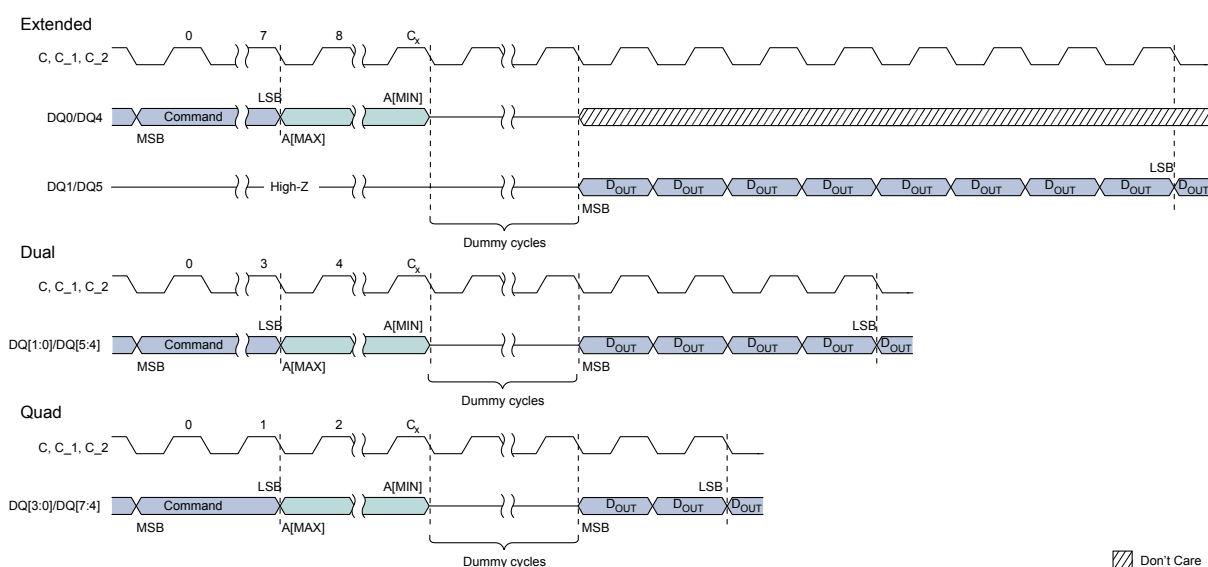 Extended
0 7 8 Cx
C, C_1, C_2
LSB A[MIN]
DQ0/DQ4 Command
MSB A[MAX]
LSB
DQ1/DQ5 High-Z DOUT DOUT DOUT DOUT DOUT DOUT DOUT DOUT DOUT
MSB
Dummy cycles
Dual
0 3 4 Cx
C, C_1, C_2
LSB A[MIN] LSB
DQ[1:0]/DQ[5:4] Command DOUT DOUT DOUT DOUT DOUT
MSB A[MAX] MSB
Dummy cycles
Quad
0 1 2 Cx
C, C_1, C_2
LSB A[MIN] LSB
DQ[3:0]/DQ[7:4] Command DOUT DOUT DOUT
MSB A[MAX] MSB
Dummy cycles
Don't Care